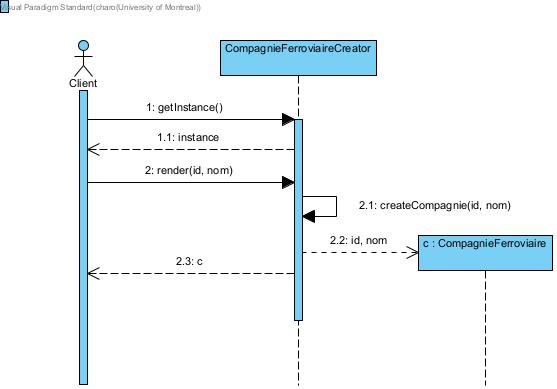 Visual Paradigm Standard(charo(University of Montreal))
CompagnieFerroviaireCreator
Client
1: getInstance()
1.1: instance
2: render(id, nom)
2.1: createCompagnie(id, nom)
2.2: id, nom
c : CompagnieFerroviaire
2.3: c